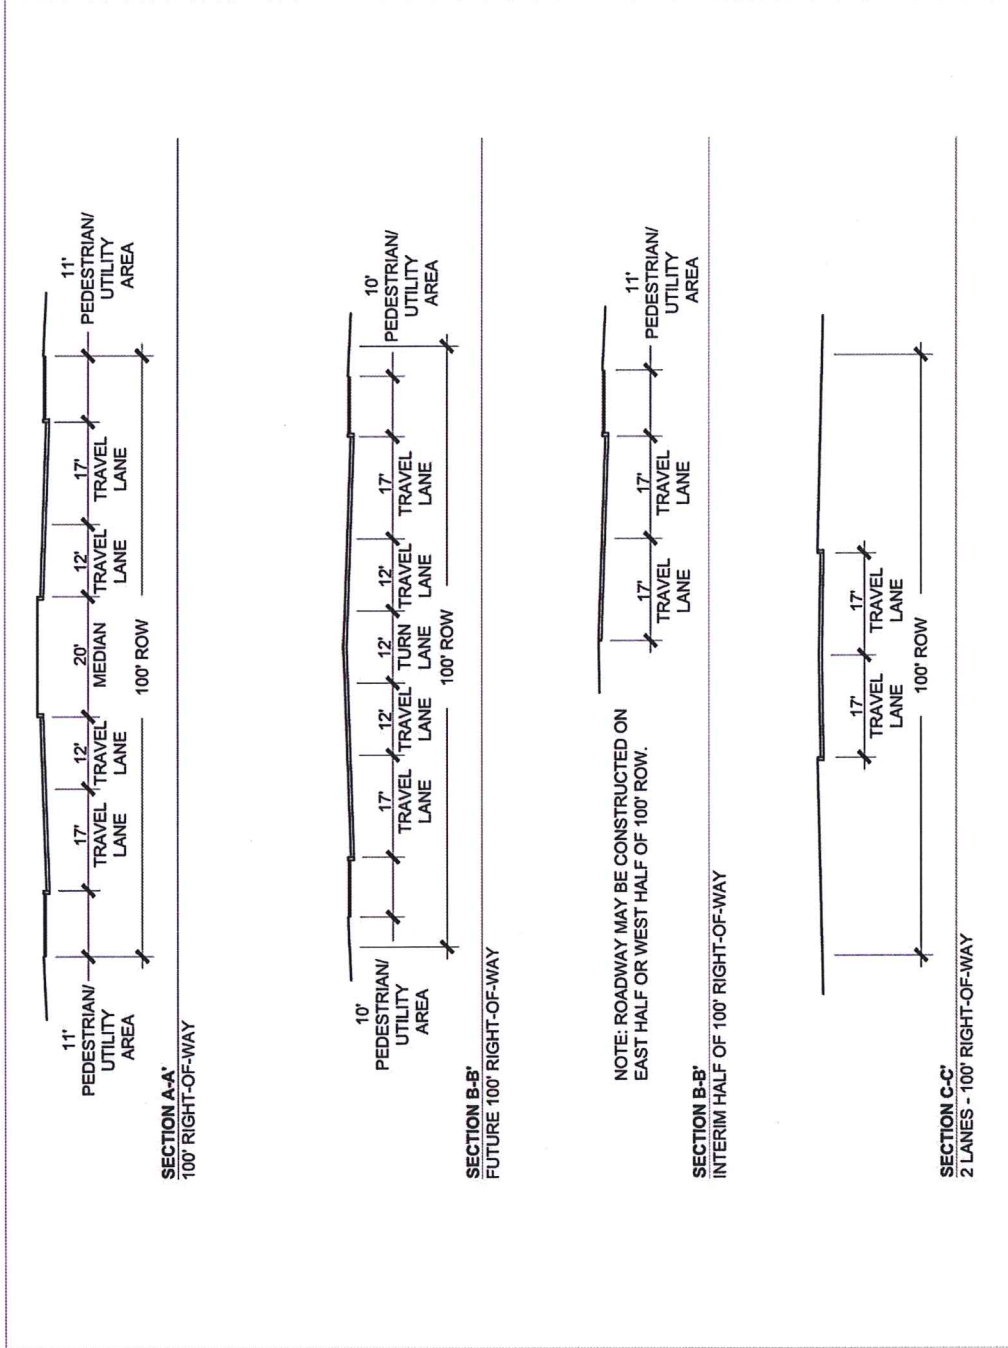 11'
PEDESTRIAN/
UTILITY
AREA
17'
TRAVEL
LANE
12'
TRAVEL
LANE
20'
MEDIAN
12'
TRAVEL
LANE
17'
TRAVEL
LANE
11'
PEDESTRIAN/
UTILITY
AREA
100' ROW
SECTION A-A'
100' RIGHT-OF-WAY
10'
PEDESTRIAN/
UTILITY
AREA
17'
TRAVEL
LANE
12'
TRAVEL
LANE
12'
TURN
LANE
12'
TRAVEL
LANE
17'
TRAVEL
LANE
10'
PEDESTRIAN/
UTILITY
AREA
100' ROW
SECTION B-B'
FUTURE 100' RIGHT-OF-WAY
NOTE: ROADWAY MAY BE CONSTRUCTED ON
EAST HALF OR WEST HALF OF 100' ROW.
17'
TRAVEL
LANE
17'
TRAVEL
LANE
11'
PEDESTRIAN/
UTILITY
AREA
SECTION B-B'
INTERIM HALF OF 100' RIGHT-OF-WAY
17'
TRAVEL
LANE
17'
TRAVEL
LANE
100' ROW
SECTION C-C'
2 LANES - 100' RIGHT-OF-WAY